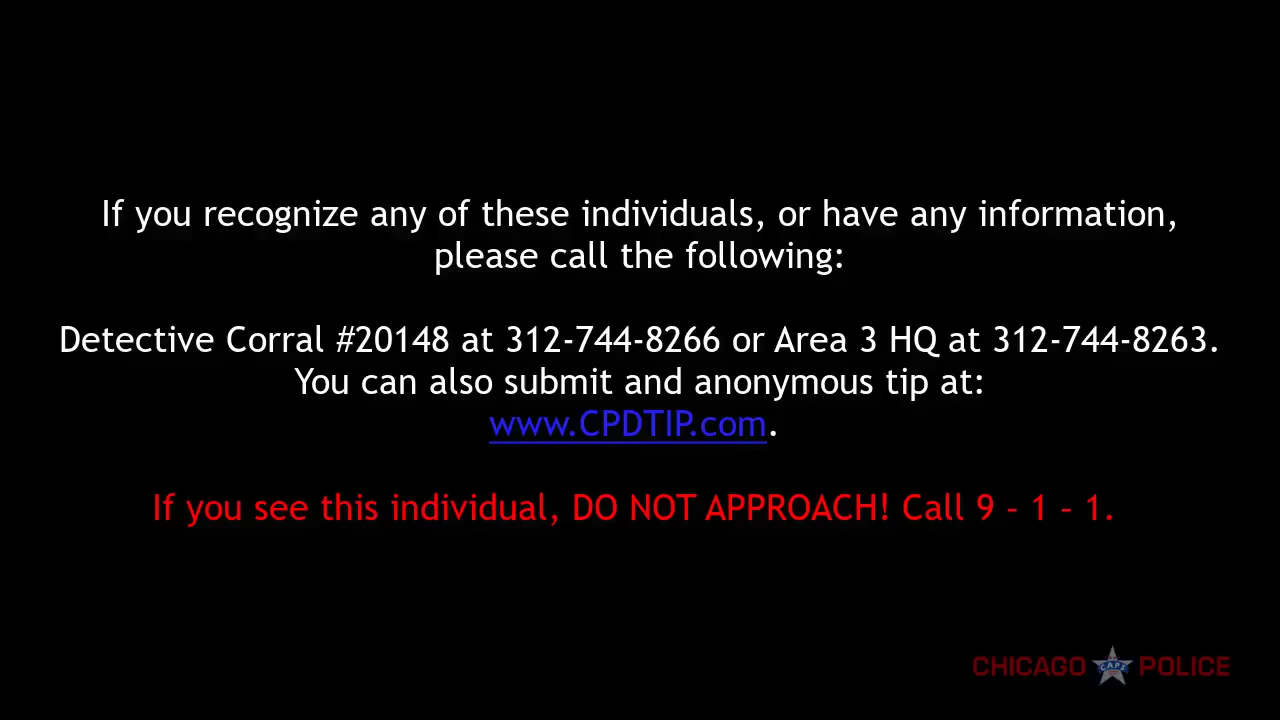 If you recognize any of these individuals, or have any information,
please call the following:
Detective Corral #20148 at 312-744-8266 or Area 3 HQ at 312-744-8263.
You can also submit and anonymous tip at:
www.CPDTIP.com.
If you see this individual, DO NOT APPROACH! Call 9 – 1 – 1.
CHICAGO CAPS POLICE